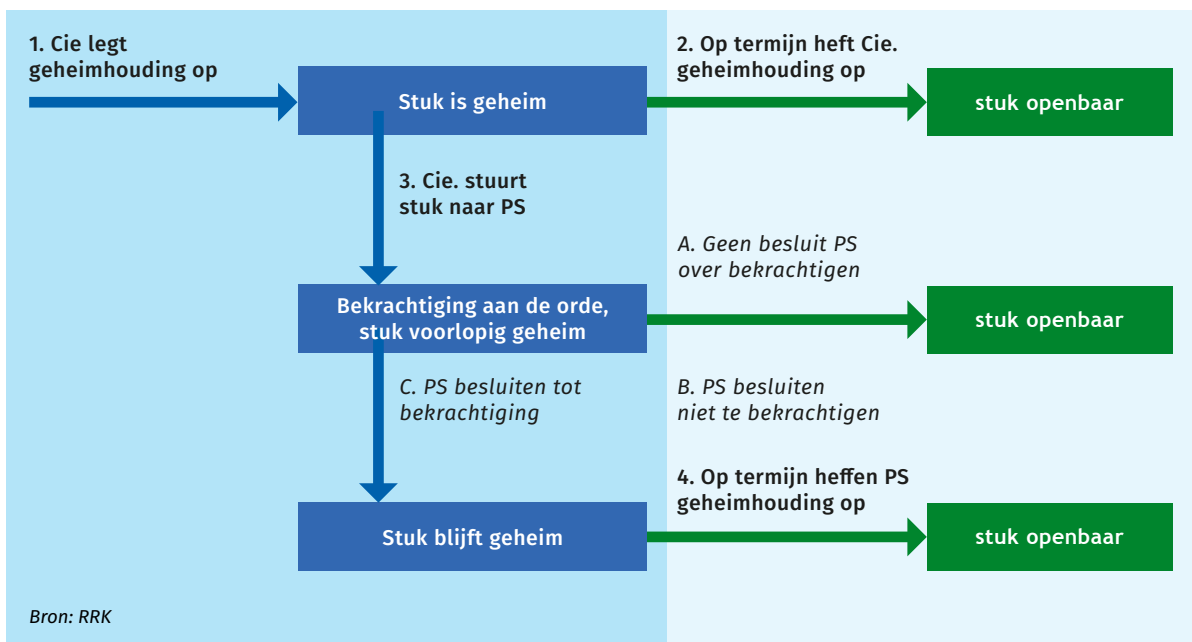 1. Cie legt
geheimhouding op
2. Op termijn heft Cie.
geheimhouding op
Stuk is geheim
stuk openbaar
3. Cie. stuurt
stuk naar PS
A. Geen besluit PS
over bekrachtigen
Bekrachtiging aan de orde,
stuk voorlopig geheim
stuk openbaar
C. PS besluiten tot
bekrachtiging
B. PS besluiten
niet te bekrachtigen
4. Op termijn heffen PS
geheimhouding op
Stuk blijft geheim
stuk openbaar
Bron: RRK